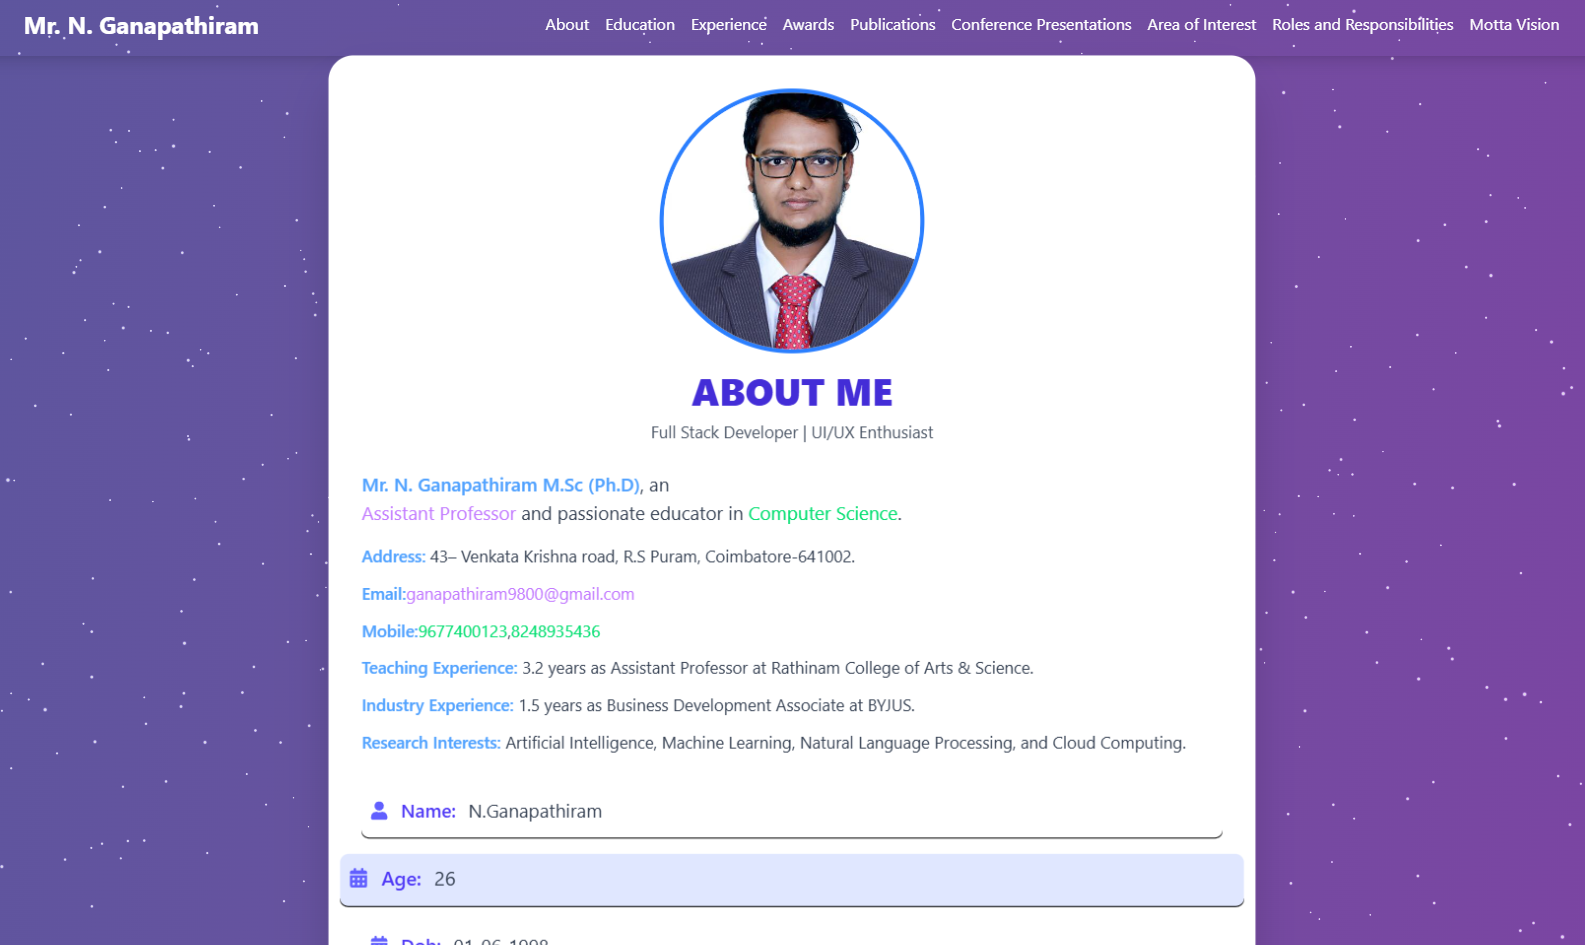 Mr. N. Ganapathiram
About Education Experience Awards Publications Conference Presentations Area of Interest Roles and Responsibilities Motta Vision
ABOUT ME
Full Stack Developer | UI/UX Enthusiast
Mr. N. Ganapathiram M.Sc (Ph.D), an
Assistant Professor and passionate educator in Computer Science.
Address: 43– Venkata Krishna road, R.S Puram, Coimbatore-641002.
Email:ganapathiram9800@gmail.com
Mobile:9677400123,8248935436
Teaching Experience: 3.2 years as Assistant Professor at Rathinam College of Arts & Science.
Industry Experience: 1.5 years as Business Development Associate at BYJUS.
Research Interests: Artificial Intelligence, Machine Learning, Natural Language Processing, and Cloud Computing.
Name: N.Ganapathiram
Age: 26
Dob: 01-06-1998